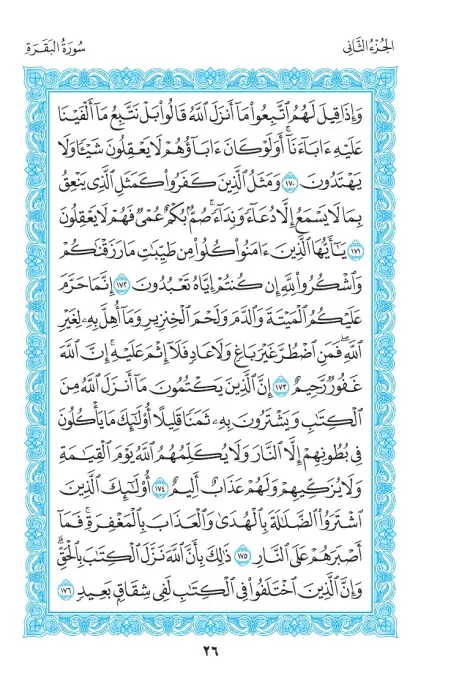 الجُزْءُ الثَّانِي
سُورَةُ البَقَرَةِ
وَإِذَا قِيلَ لَهُمُ ٱتَّبِعُوا۟ مَآ أَنزَلَ ٱللَّهُ قَالُوا۟ بَلْ نَتَّبِعُ مَآ أَلْفَيْنَا
عَلَيْهِ ءَابَآءَنَآ ۗ أَوَلَوْ كَانَ ءَابَآؤُهُمْ لَا يَعْقِلُونَ شَيْـًٔا وَلَا
يَهْتَدُونَ ١٧٠ وَمَثَلُ ٱلَّذِينَ كَفَرُوا۟ كَمَثَلِ ٱلَّذِى يَنْعِقُ
بِمَا لَا يَسْمَعُ إِلَّا دُعَآءً وَنِدَآءً ۚ صُمٌّۢ بُكْمٌ عُمْىٌ فَهُمْ لَا يَعْقِلُونَ
١٧١ يَـٰٓأَيُّهَا ٱلَّذِينَ ءَامَنُوا۟ كُلُوا۟ مِن طَيِّبَـٰتِ مَا رَزَقْنَـٰكُمْ
وَٱشْكُرُوا۟ لِلَّهِ إِن كُنتُمْ إِيَّاهُ تَعْبُدُونَ ١٧٢ إِنَّمَا حَرَّمَ
عَلَيْكُمُ ٱلْمَيْتَةَ وَٱلدَّمَ وَلَحْمَ ٱلْخِنزِيرِ وَمَآ أُهِلَّ بِهِۦ لِغَيْرِ
ٱللَّهِ ۖ فَمَنِ ٱضْطُرَّ غَيْرَ بَاغٍ وَلَا عَادٍ فَلَآ إِثْمَ عَلَيْهِ ۚ إِنَّ ٱللَّهَ
غَفُورٌ رَّحِيمٌ ١٧٣ إِنَّ ٱلَّذِينَ يَكْتُمُونَ مَآ أَنزَلَ ٱللَّهُ مِنَ
ٱلْكِتَـٰبِ وَيَشْتَرُونَ بِهِۦ ثَمَنًا قَلِيلًا ۙ أُو۟لَـٰٓئِكَ مَا يَأْكُلُونَ
فِى بُطُونِهِمْ إِلَّا ٱلنَّارَ وَلَا يُكَلِّمُهُمُ ٱللَّهُ يَوْمَ ٱلْقِيَـٰمَةِ
وَلَا يُزَكِّيهِمْ وَلَهُمْ عَذَابٌ أَلِيمٌ ١٧٤ أُو۟لَـٰٓئِكَ ٱلَّذِينَ
ٱشْتَرَوُا۟ ٱلضَّلَـٰلَةَ بِٱلْهُدَىٰ وَٱلْعَذَابَ بِٱلْمَغْفِرَةِ ۚ فَمَآ
أَصْبَرَهُمْ عَلَى ٱلنَّارِ ١٧٥ ذَٰلِكَ بِأَنَّ ٱللَّهَ نَزَّلَ ٱلْكِتَـٰبَ بِٱلْحَقِّ ۗ
وَإِنَّ ٱلَّذِينَ ٱخْتَلَفُوا۟ فِى ٱلْكِتَـٰبِ لَفِى شِقَاقٍۭ بَعِيدٍ ١٧٦
٢٦